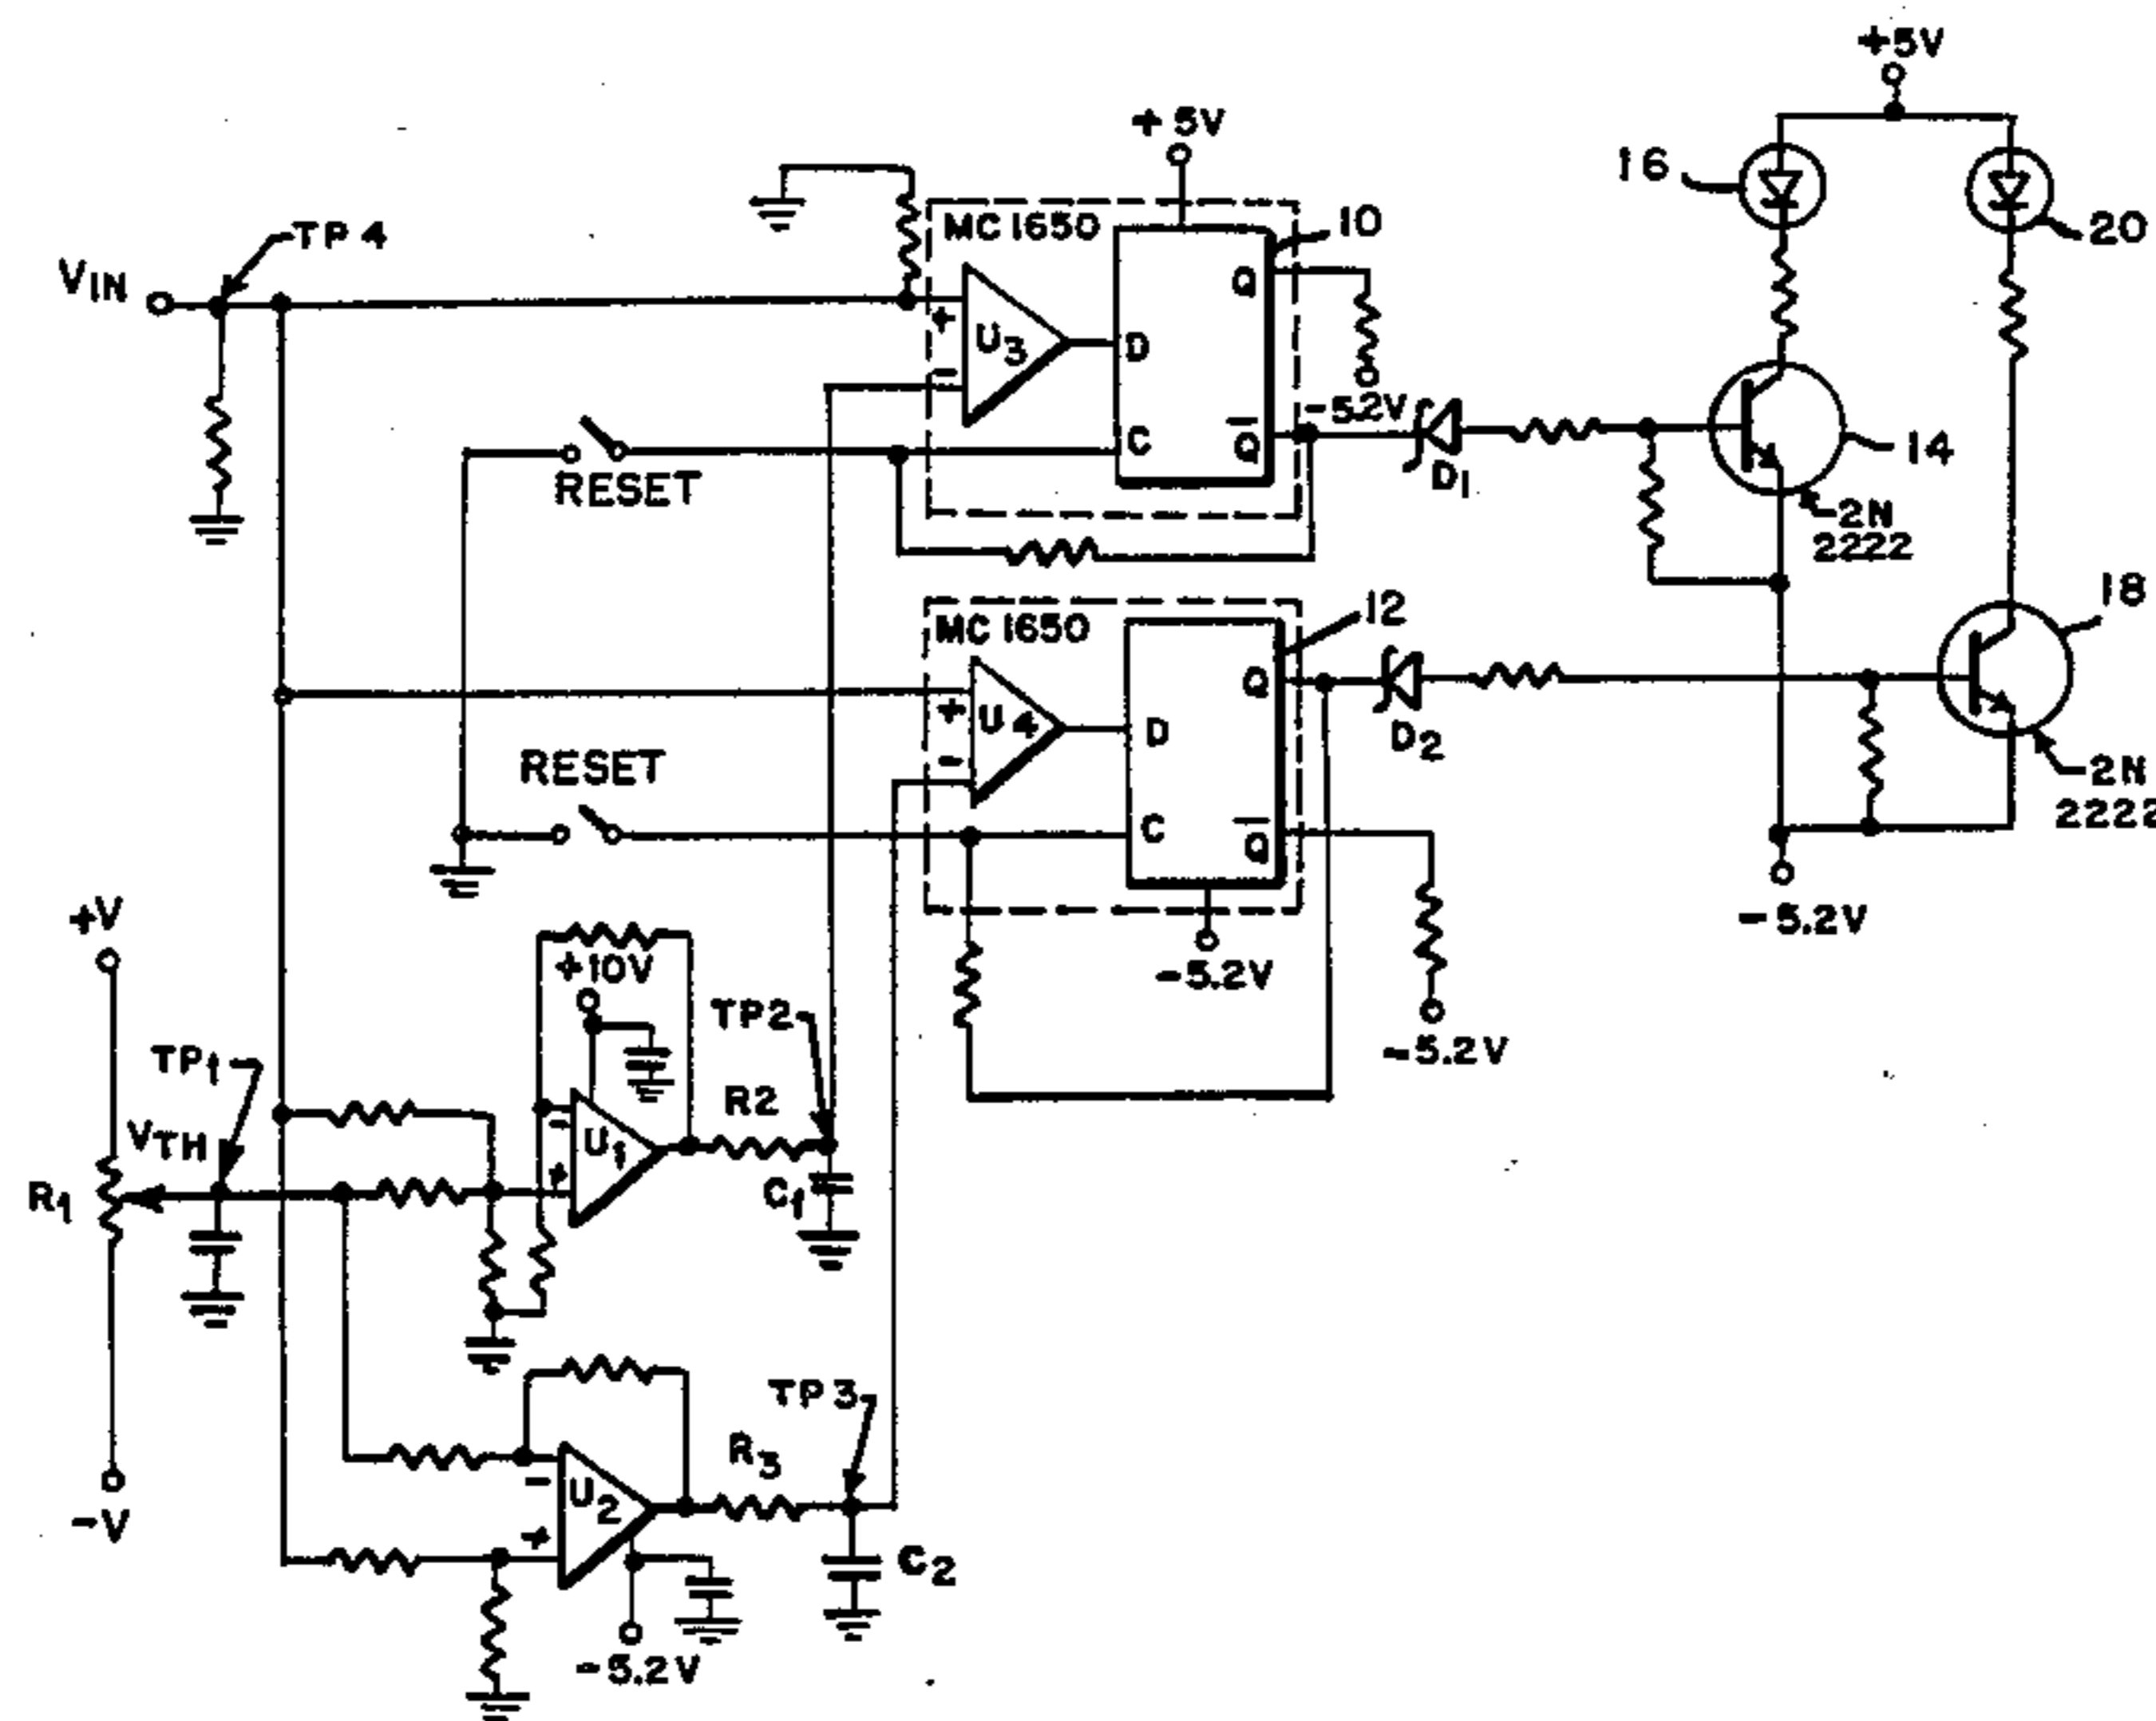 +5V
+ 5V
16
20
TP 4
MC 1650
10
VIN
Q
+
U3
D
-
-5.2V
C
Q
D1
14
RESET
2N
2222
12
18
MC 1650
Q
+
U4
D
D2
-
RESET
C
Q
2N
2222
-5.2V
+V
+10V
-5.2V
TP2
-5.2V
TP1
R2
VTH
-
U1
+
R1
C1
TP 3
R3
-
U2
+
-V
C2
-5.2V